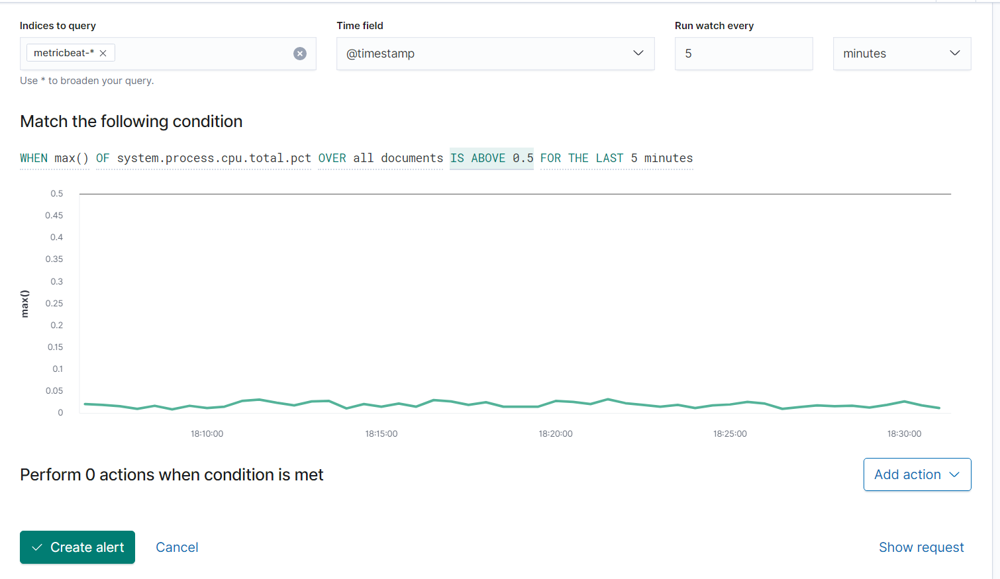 Indices to query Time field Run watch every
metricbeat-* @timestamp 5 minutes
Use * to broaden your query.
Match the following condition
WHEN max() OF system.process.cpu.total.pct OVER all documents IS ABOVE 0.5 FOR THE LAST 5 minutes
0.5
0.45
0.4
0.35
0.3
0.25
0.2
0.15
0.1
0.05
0
max()
18:10:00 18:15:00 18:20:00 18:25:00 18:30:00
Perform 0 actions when condition is met Add action
Create alert Cancel Show request